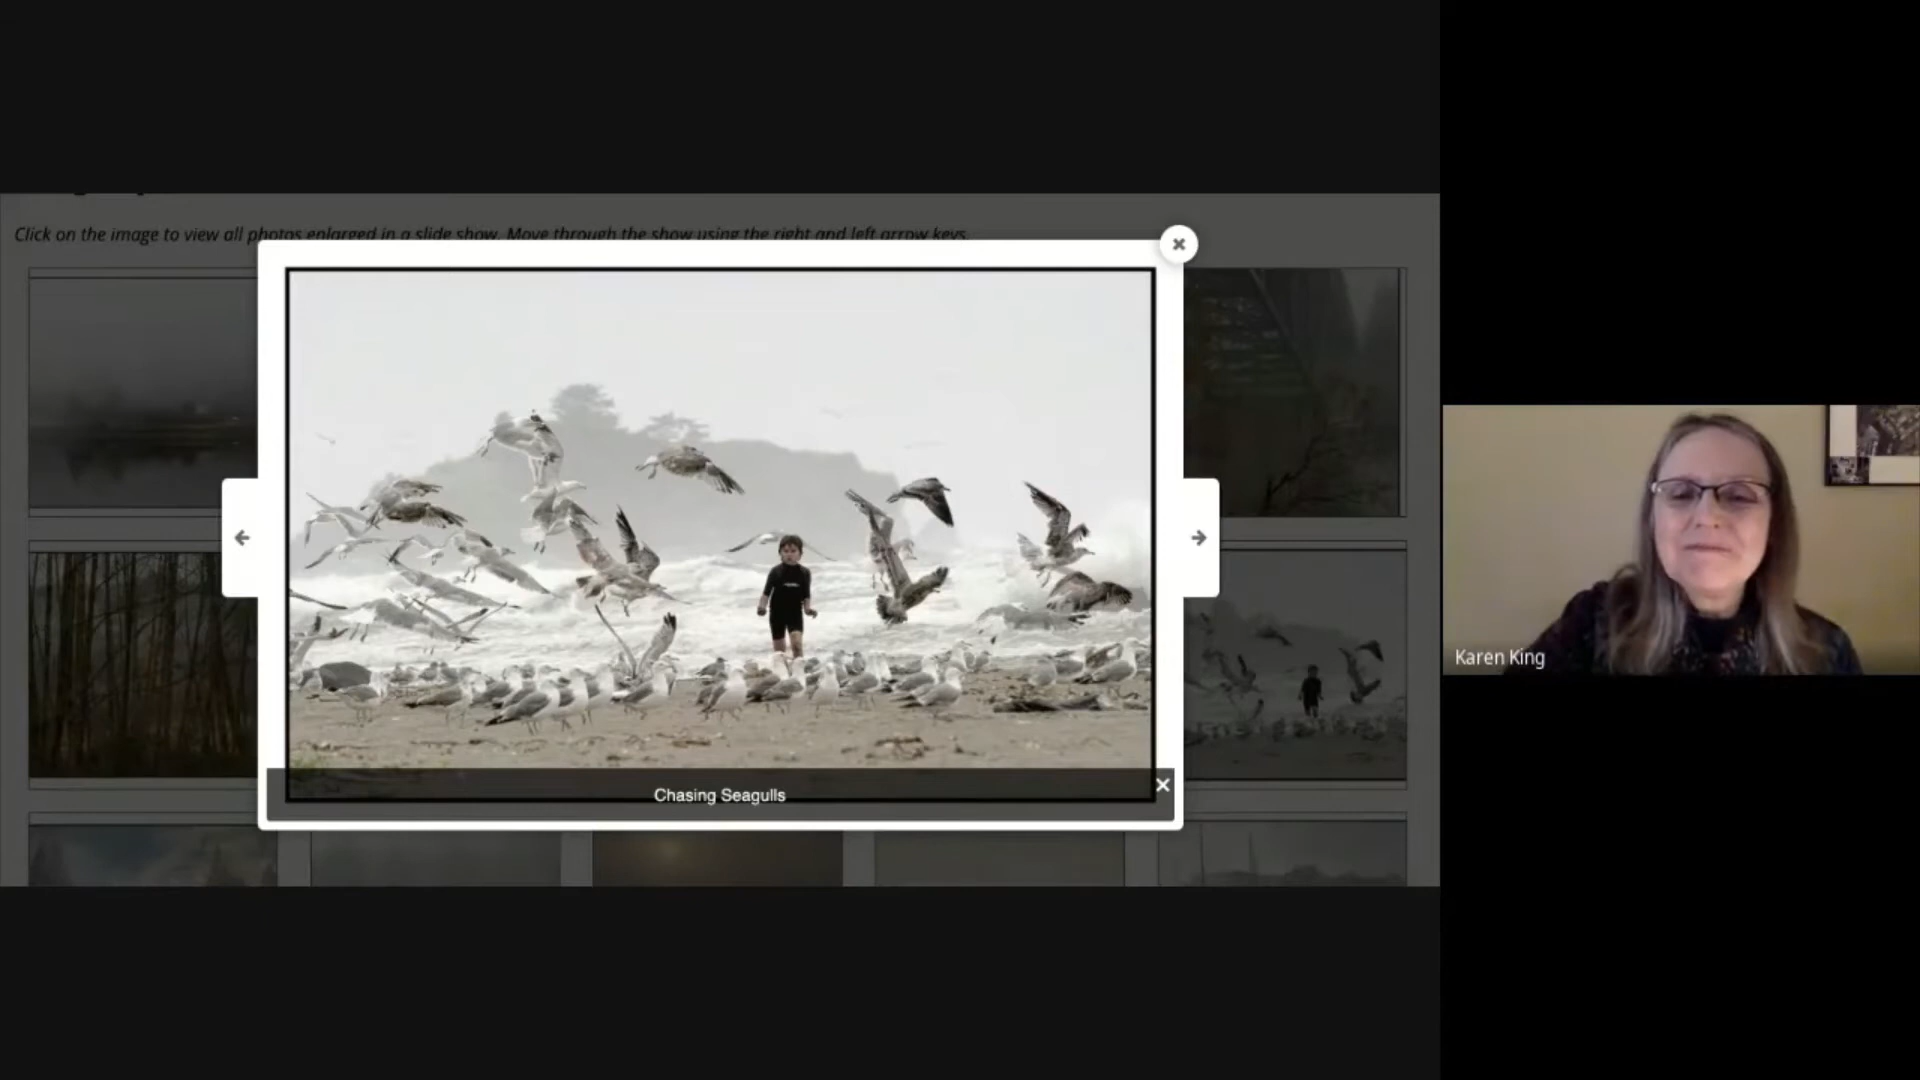 Click on the image to view all photos enlarged in a slide show. Move through the show using the right and left arrow keys.
Chasing Seagulls
Karen King